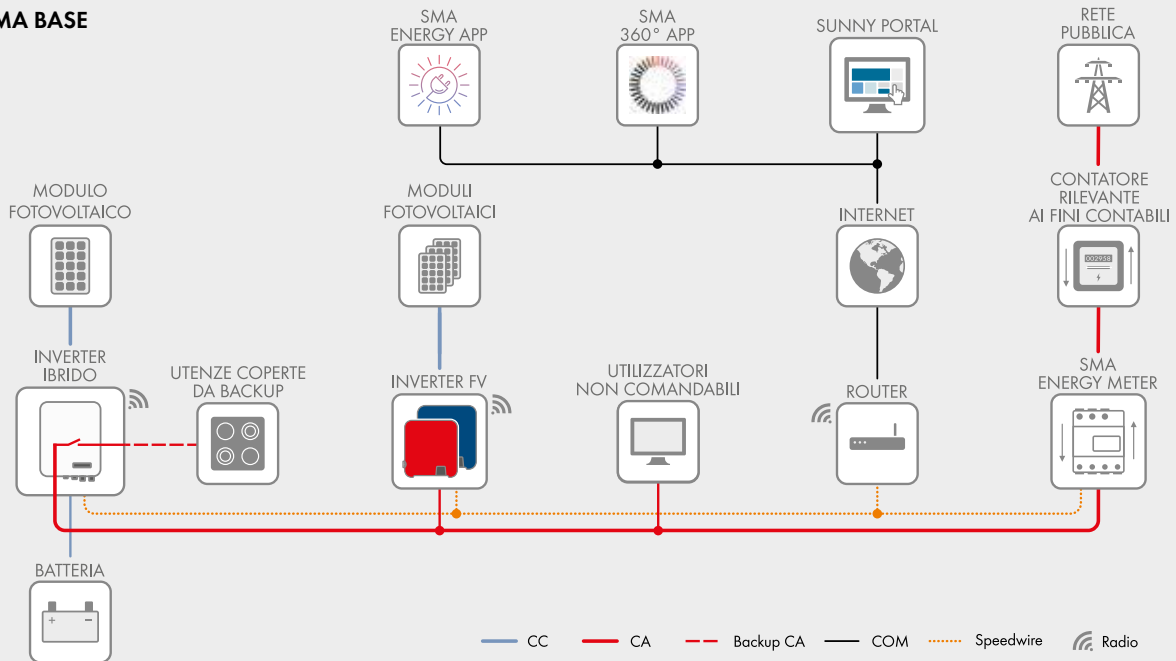 MA BASE
SMA
ENERGY APP
SMA
360° APP
SUNNY PORTAL
RETE
PUBBLICA
MODULO
FOTOVOLTAICO
MODULI
FOTOVOLTAICI
INTERNET
CONTATORE
RILEVANTE
AI FINI CONTABILI
002938
INVERTER
IBRIDO
UTENZE COPERTE
DA BACKUP
INVERTER FV
UTILIZZATORI
NON COMANDABILI
ROUTER
SMA
ENERGY METER
BATTERIA
+ −
CC
CA
Backup CA
COM
Speedwire
Radio